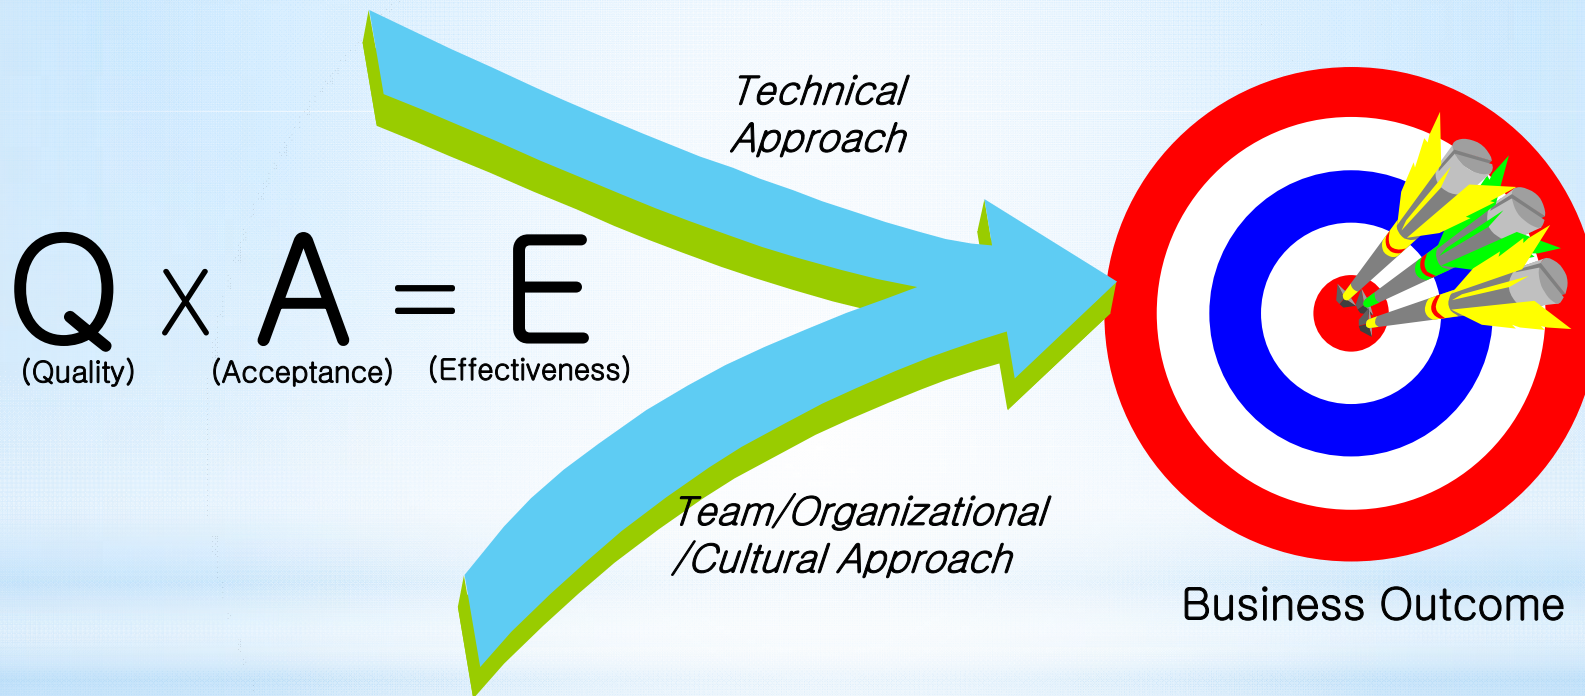 Technical
Approach
Q x A = E
(Quality) (Acceptance) (Effectiveness)
Team/Organizational
/Cultural Approach
Business Outcome